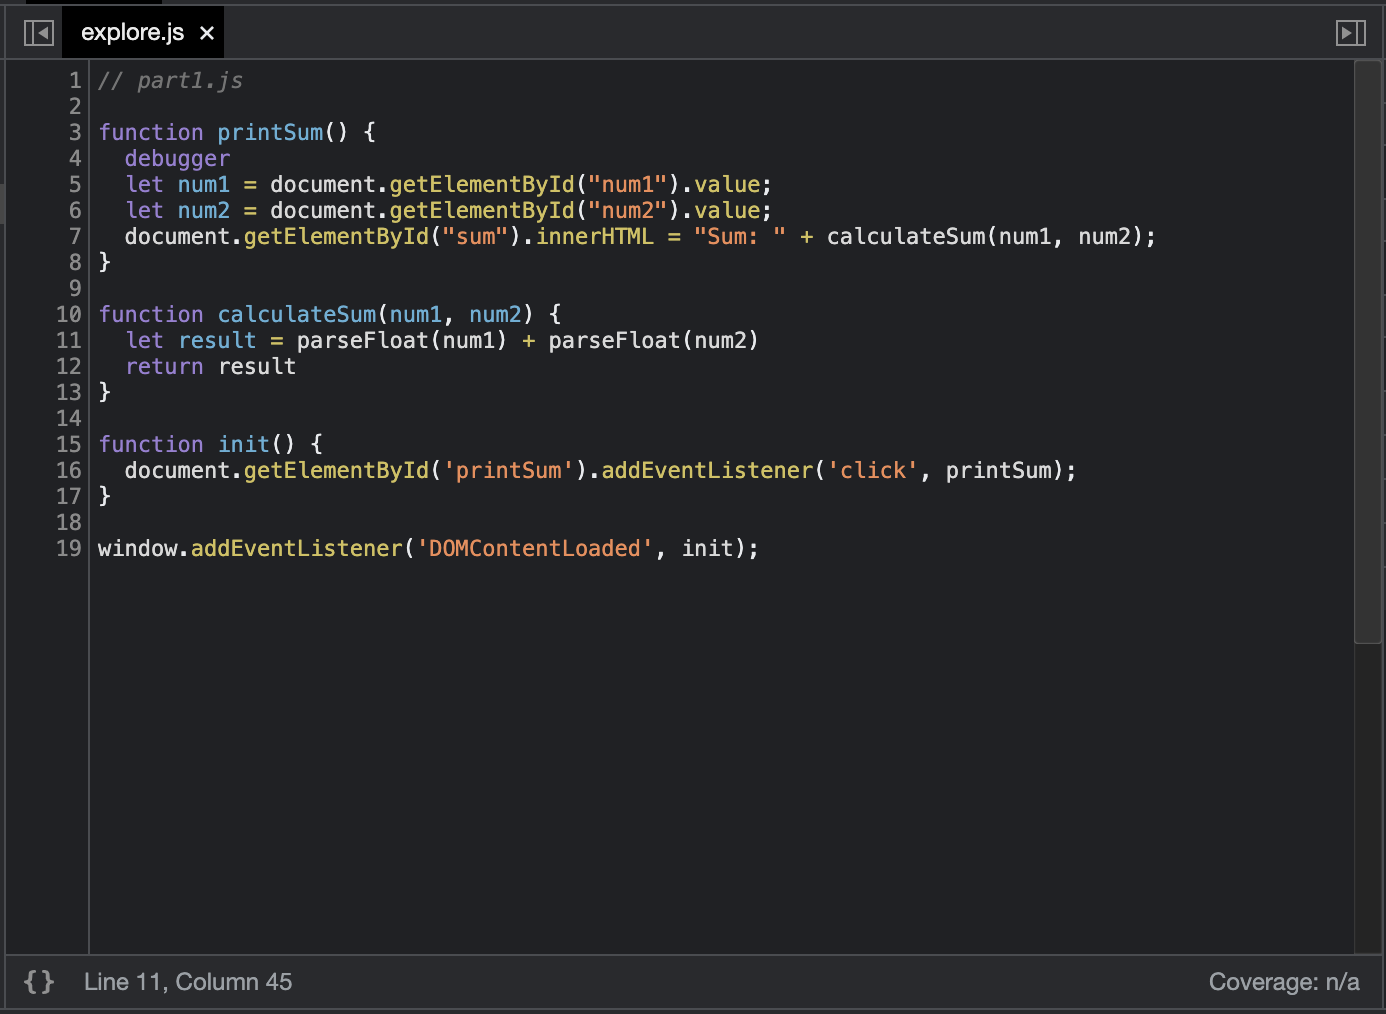 explore.js ×
1 // part1.js
2
3 function printSum() {
4   debugger
5   let num1 = document.getElementById("num1").value;
6   let num2 = document.getElementById("num2").value;
7   document.getElementById("sum").innerHTML = "Sum: " + calculateSum(num1, num2);
8 }
9
10 function calculateSum(num1, num2) {
11   let result = parseFloat(num1) + parseFloat(num2)
12   return result
13 }
14
15 function init() {
16   document.getElementById('printSum').addEventListener('click', printSum);
17 }
18
19 window.addEventListener('DOMContentLoaded', init);
{} Line 11, Column 45 Coverage: n/a